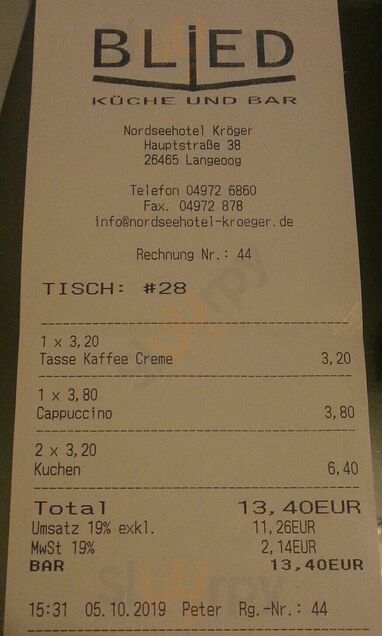 BLIED
KÜCHE UND BAR
Nordseehotel Kröger
Hauptstraße 38
26465 Langeoog
Telefon 04972 6860
Fax. 04972 878
info@nordseehotel-kroeger.de
Rechnung Nr.: 44
TISCH: #28
1 x 3,20
Tasse Kaffee Creme 3,20
1 x 3,80
Cappuccino 3,80
2 x 3,20
Kuchen 6,40
Total 13,40EUR
Umsatz 19% exkl. 11,26EUR
MwSt 19% 2,14EUR
BAR 13,40EUR
15:31 05.10.2019 Peter Rg.-Nr.: 44